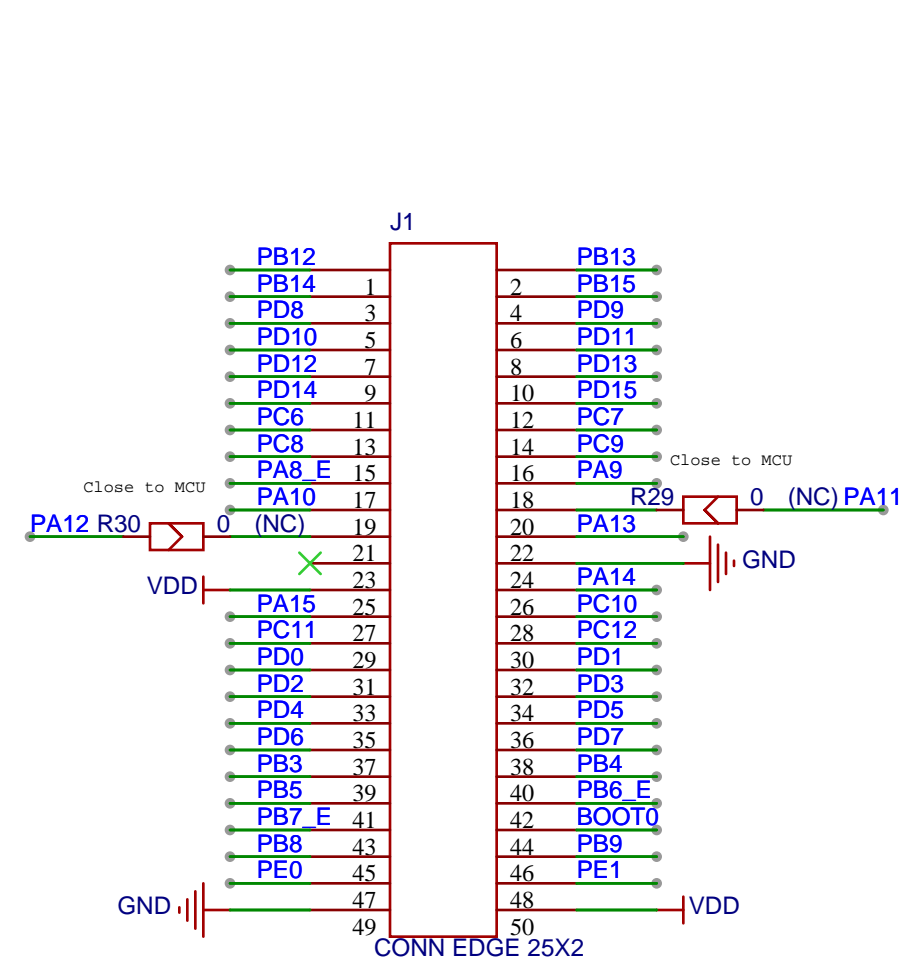 J1
PB12 PB13
PB14 1 2 PB15
PD8 3 4 PD9
PD10 5 6 PD11
PD12 7 8 PD13
PD14 9 10 PD15
PC6 11 12 PC7
PC8 13 14 PC9
PA8_E 15 16 PA9 Close to MCU
Close to MCU PA10 17 18 R29 0 (NC) PA11
PA12 R30 0 (NC) 19 20 PA13
21 22 GND
VDD 23 24 PA14
PA15 25 26 PC10
PC11 27 28 PC12
PD0 29 30 PD1
PD2 31 32 PD3
PD4 33 34 PD5
PD6 35 36 PD7
PB3 37 38 PB4
PB5 39 40 PB6_E
PB7_E 41 42 BOOT0
PB8 43 44 PB9
PE0 45 46 PE1
GND 47 48 VDD
49 50
CONN EDGE 25X2